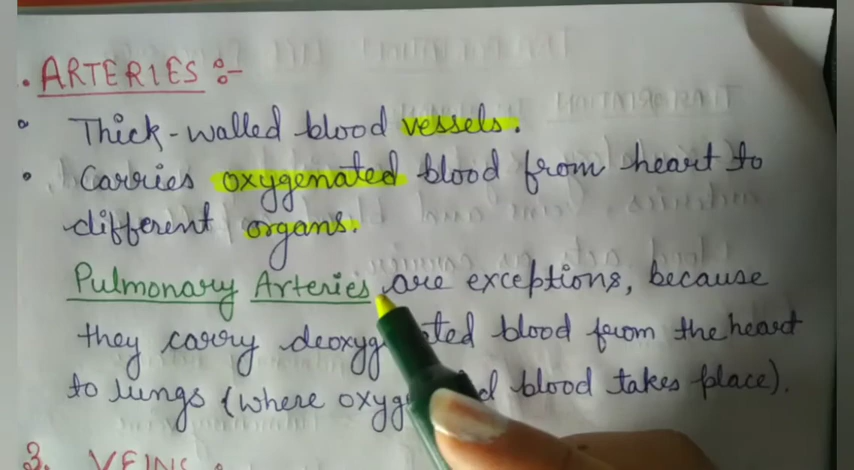 . ARTERIES :-
Thick-walled blood vessels.
Carries oxygenated blood from heart to
different organs.
Pulmonary Arteries are exceptions, because
they carry blood from the heart
to lungs (where blood takes place).
3. VEINS :